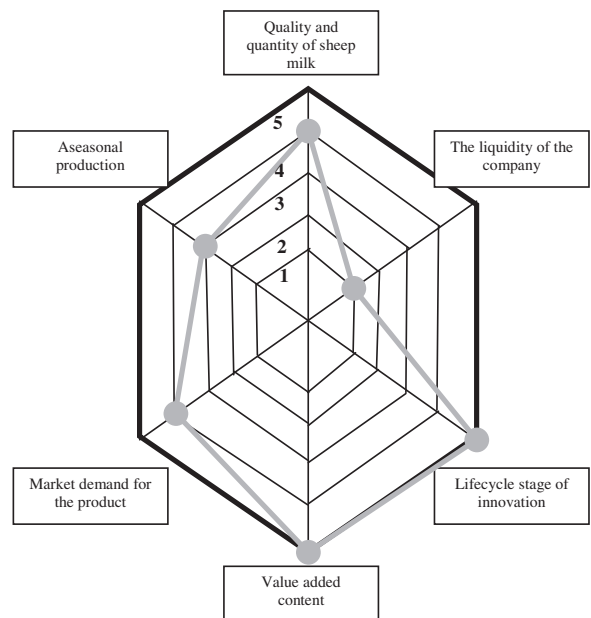 Quality and
quantity of sheep
milk
Aseasonal
production
The liquidity of the
company
5
4
3
2
1
Market demand for
the product
Lifecycle stage of
innovation
Value added
content